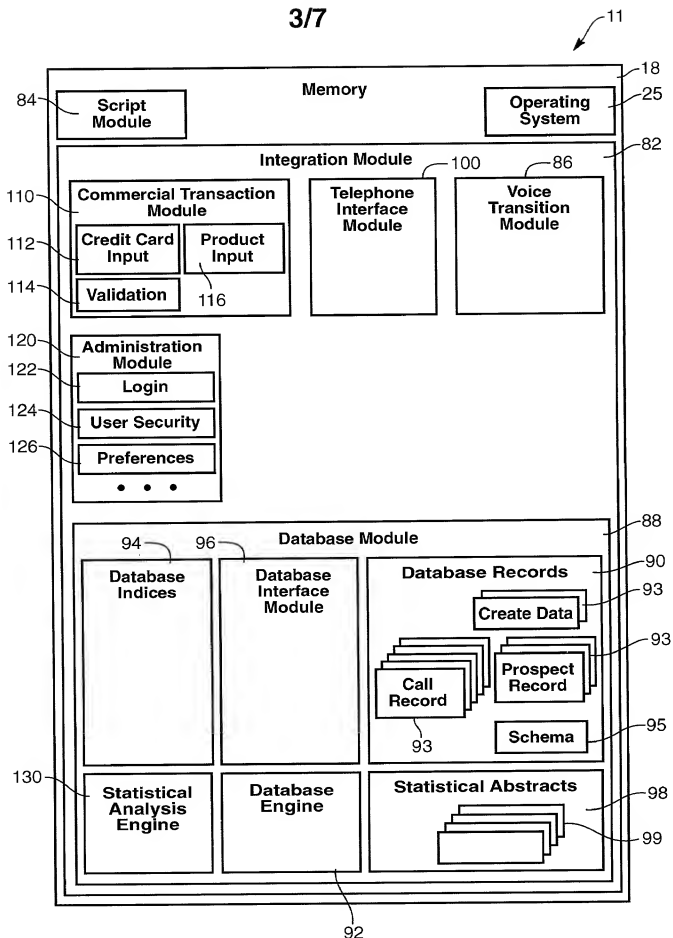 3/7
11
18
Memory
84
Script
Module
Operating
System
25
82
Integration Module
100
86
110
Commercial Transaction
Module
Telephone
Interface
Module
Voice
Transition
Module
112
Credit Card
Input
Product
Input
114
Validation
116
120
Administration
Module
122
Login
124
User Security
126
Preferences
• • •
88
Database Module
94
96
90
Database
Indices
Database
Interface
Module
Database Records
93
Create Data
93
Call
Record
Prospect
Record
93
Schema
95
130
Statistical
Analysis
Engine
Database
Engine
Statistical Abstracts
98
99
92